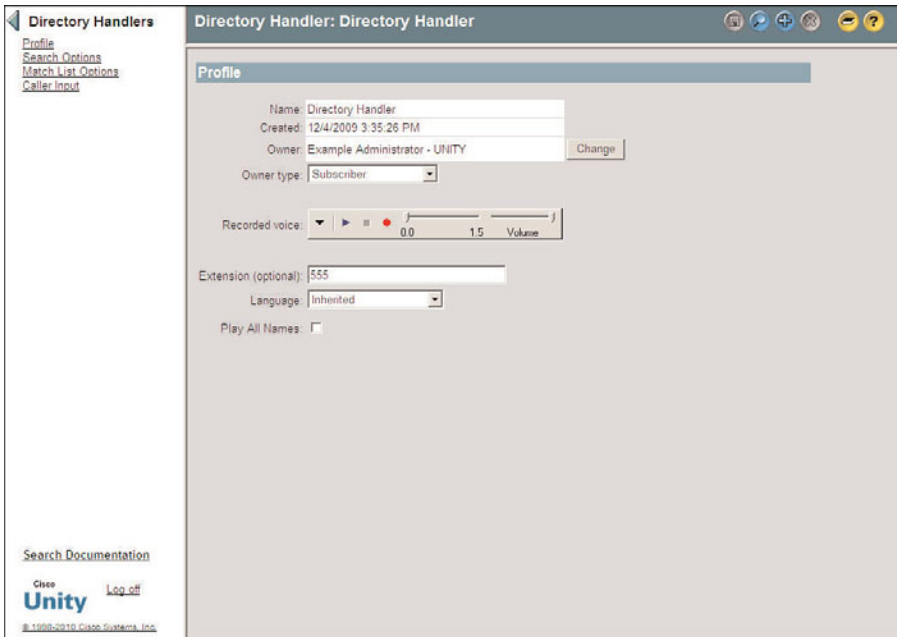 Directory Handlers
Profile
Search Options
Match List Options
Caller Input
Directory Handler: Directory Handler
?
Profile
Name: Directory Handler
Created: 12/4/2009 3:35:26 PM
Owner: Example Administrator - UNITY Change
Owner type: Subscriber
Recorded voice: 0.0 1.5 Volume
Extension (optional): 555
Language: Inherited
Play All Names:
Search Documentation
Cisco
Unity
Log off
© 1998-2010 Cisco Systems, Inc.